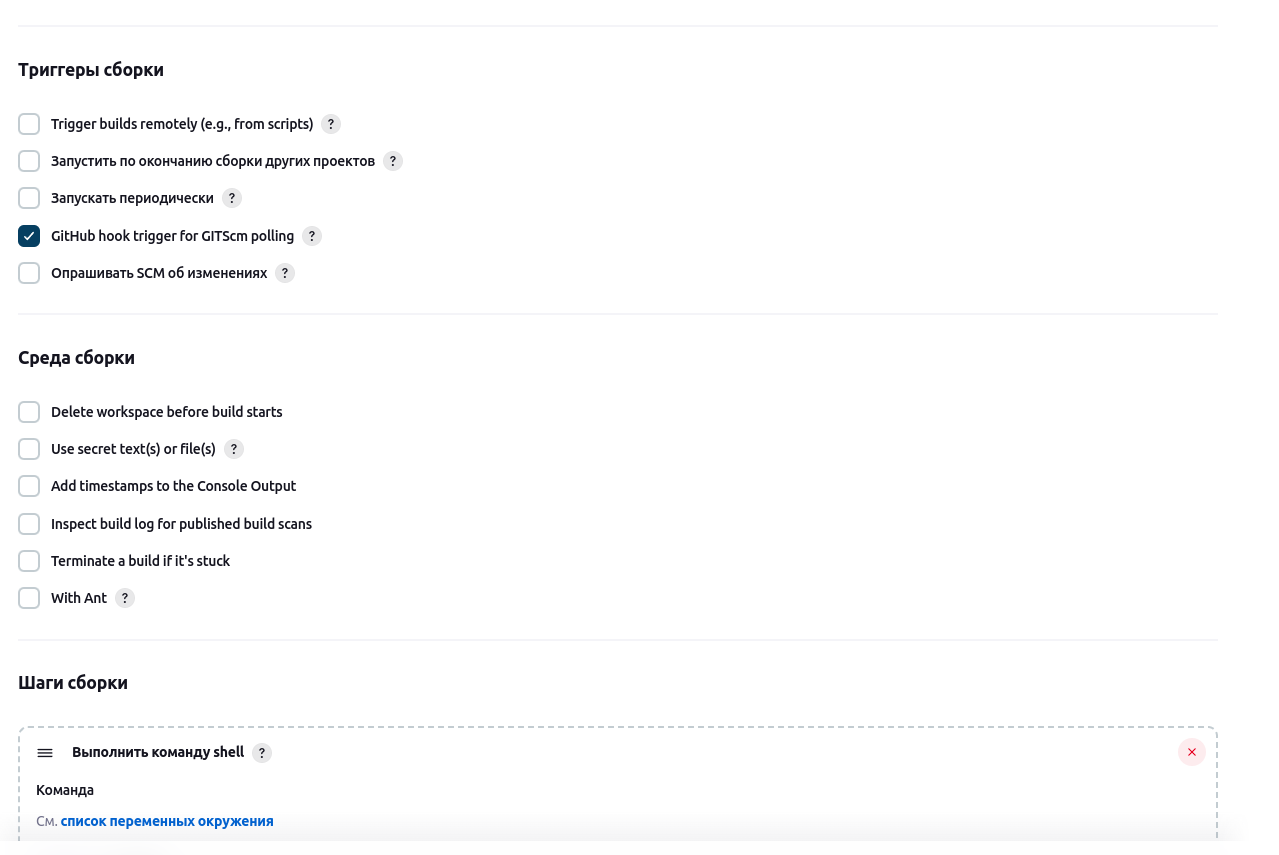 Триггеры сборки
Trigger builds remotely (e.g., from scripts) ?
Запустить по окончанию сборки других проектов ?
Запускать периодически ?
GitHub hook trigger for GITScm polling ?
Опрашивать SCM об изменениях ?
Среда сборки
Delete workspace before build starts
Use secret text(s) or file(s) ?
Add timestamps to the Console Output
Inspect build log for published build scans
Terminate a build if it's stuck
With Ant ?
Шаги сборки
Выполнить команду shell ?
Команда
См. список переменных окружения